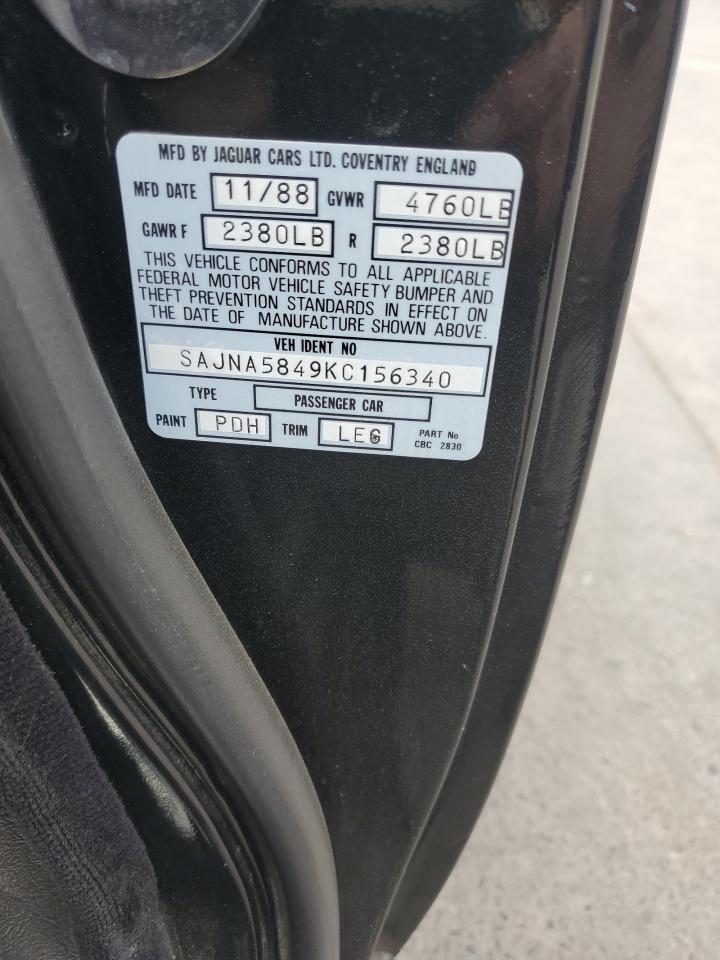 MFD BY JAGUAR CARS LTD. COVENTRY ENGLAND
MFD DATE 11/88 GVWR 4760LB
GAWR F 2380LB R 2380LB
THIS VEHICLE CONFORMS TO ALL APPLICABLE
FEDERAL MOTOR VEHICLE SAFETY BUMPER AND
THEFT PREVENTION STANDARDS IN EFFECT ON
THE DATE OF MANUFACTURE SHOWN ABOVE.
VEH IDENT NO
SAJNA5849KC156340
TYPE PASSENGER CAR
PAINT PDH TRIM LEG PART No
CBC 2830